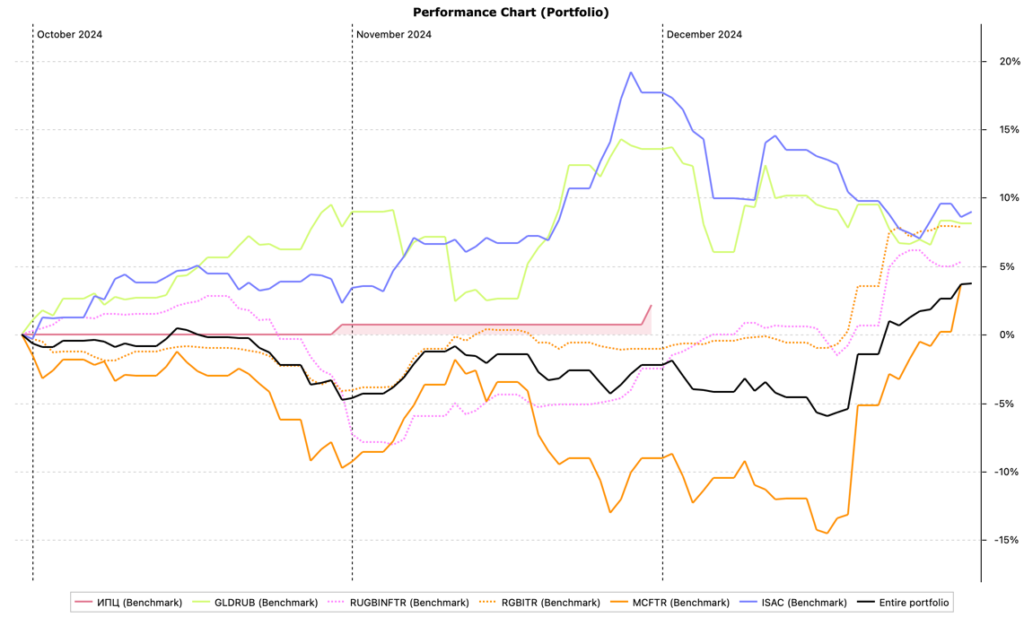 Performance Chart (Portfolio)
October 2024
November 2024
December 2024
20%
15%
10%
5%
0%
-5%
-10%
-15%
ИПЦ (Benchmark) GLDRUB (Benchmark) RUGBINFTR (Benchmark) RGBITR (Benchmark) MCFTR (Benchmark) ISAC (Benchmark) Entire portfolio